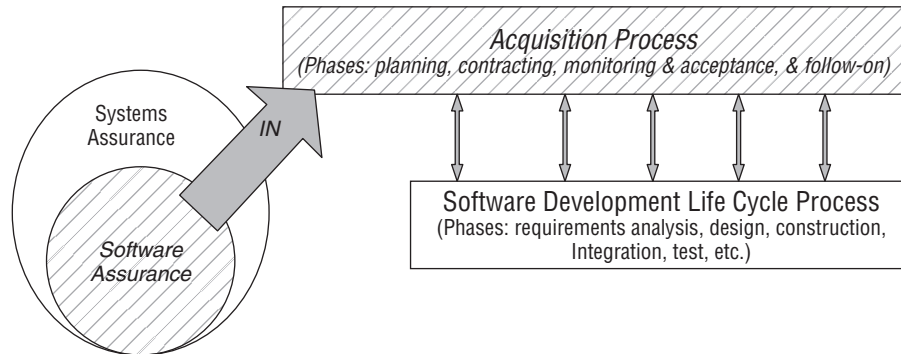 Acquisition Process
(Phases: planning, contracting, monitoring & acceptance, & follow-on)
Systems
Assurance
IN
Software
Assurance
Software Development Life Cycle Process
(Phases: requirements analysis, design, construction,
Integration, test, etc.)